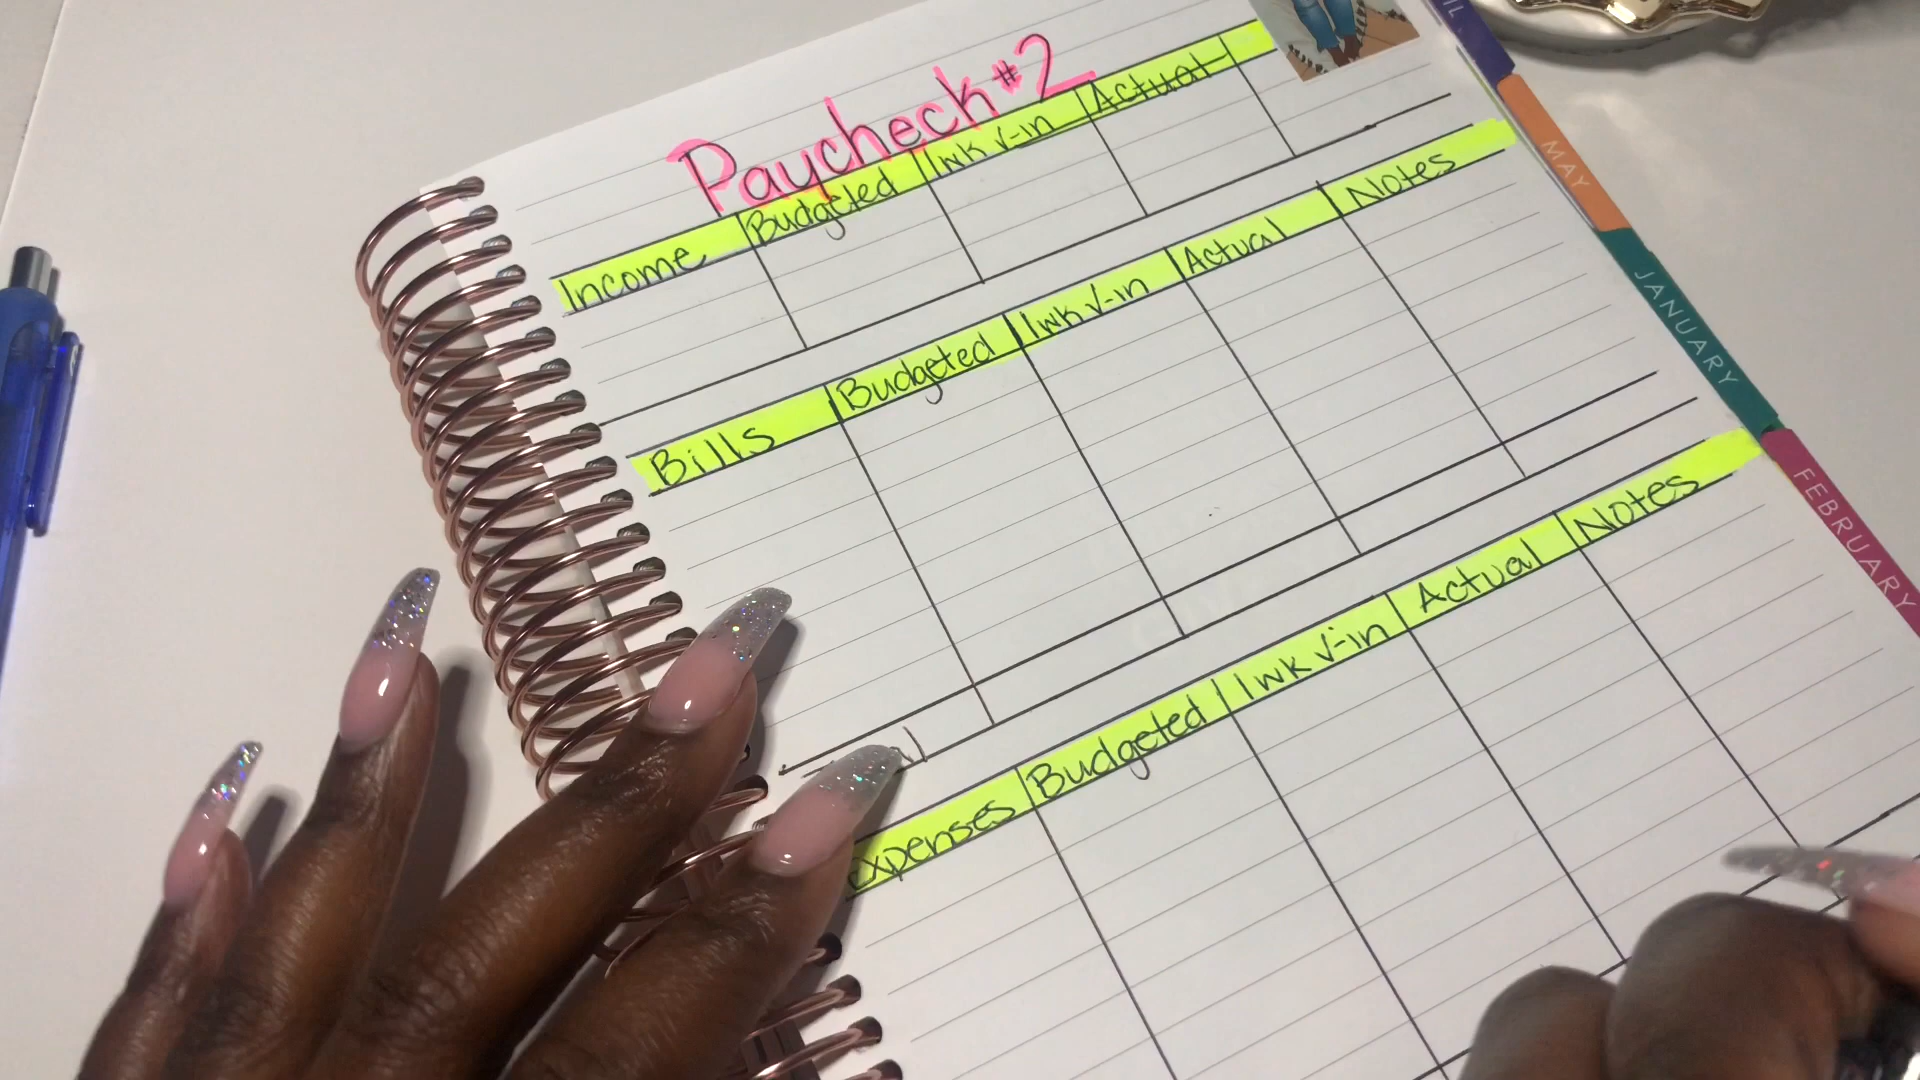 Paycheck #2
Income Budgeted 1wk √-in Actual
Bills Budgeted 1wk √-in Actual Notes
Expenses Budgeted 1wk √-in Actual Notes
MAY
JANUARY
FEBRUARY